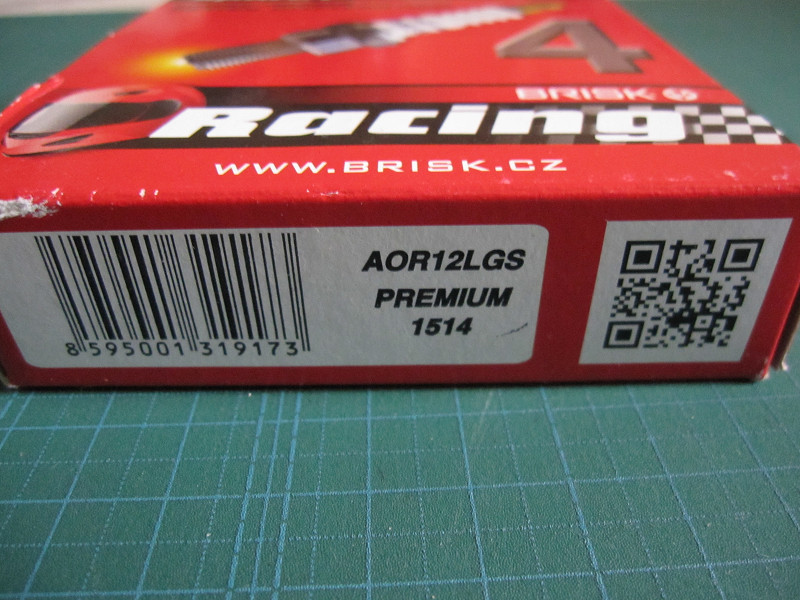 4
BRISK
Racing
WWW.BRISK.CZ
AOR12LGS
PREMIUM
1514
8 595001 319173